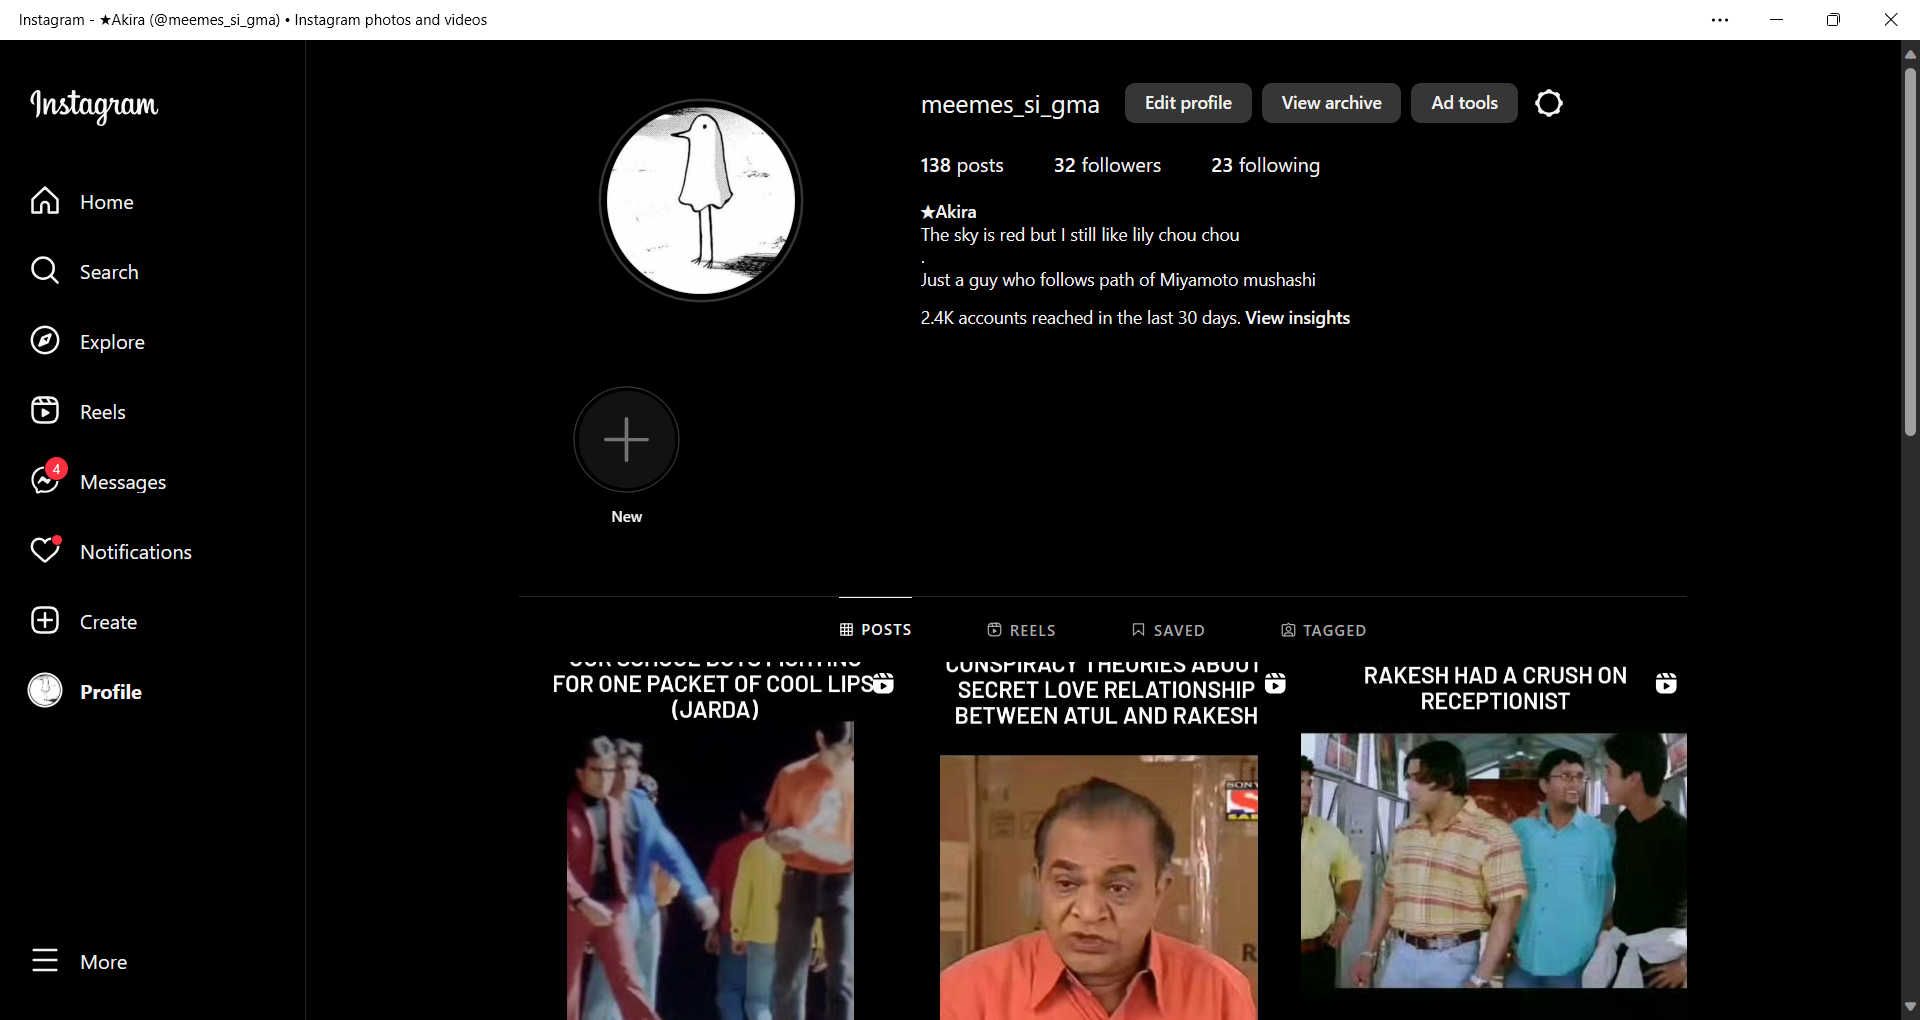 Instagram - ★Akira (@meemes_si_gma) • Instagram photos and videos
Instagram
Home
Search
Explore
Reels
4
Messages
Notifications
Create
Profile
More
meemes_si_gma
Edit profile
View archive
Ad tools
138 posts
32 followers
23 following
★Akira
The sky is red but I still like lily chou chou
.
Just a guy who follows path of Miyamoto mushashi
2.4K accounts reached in the last 30 days. View insights
New
POSTS
REELS
SAVED
TAGGED
FOR ONE PACKET OF COOL LIPS
(JARDA)
CONSPIRACY THEORIES ABOUT
SECRET LOVE RELATIONSHIP
BETWEEN ATUL AND RAKESH
SONY
SAB
RAKESH HAD A CRUSH ON
RECEPTIONIST